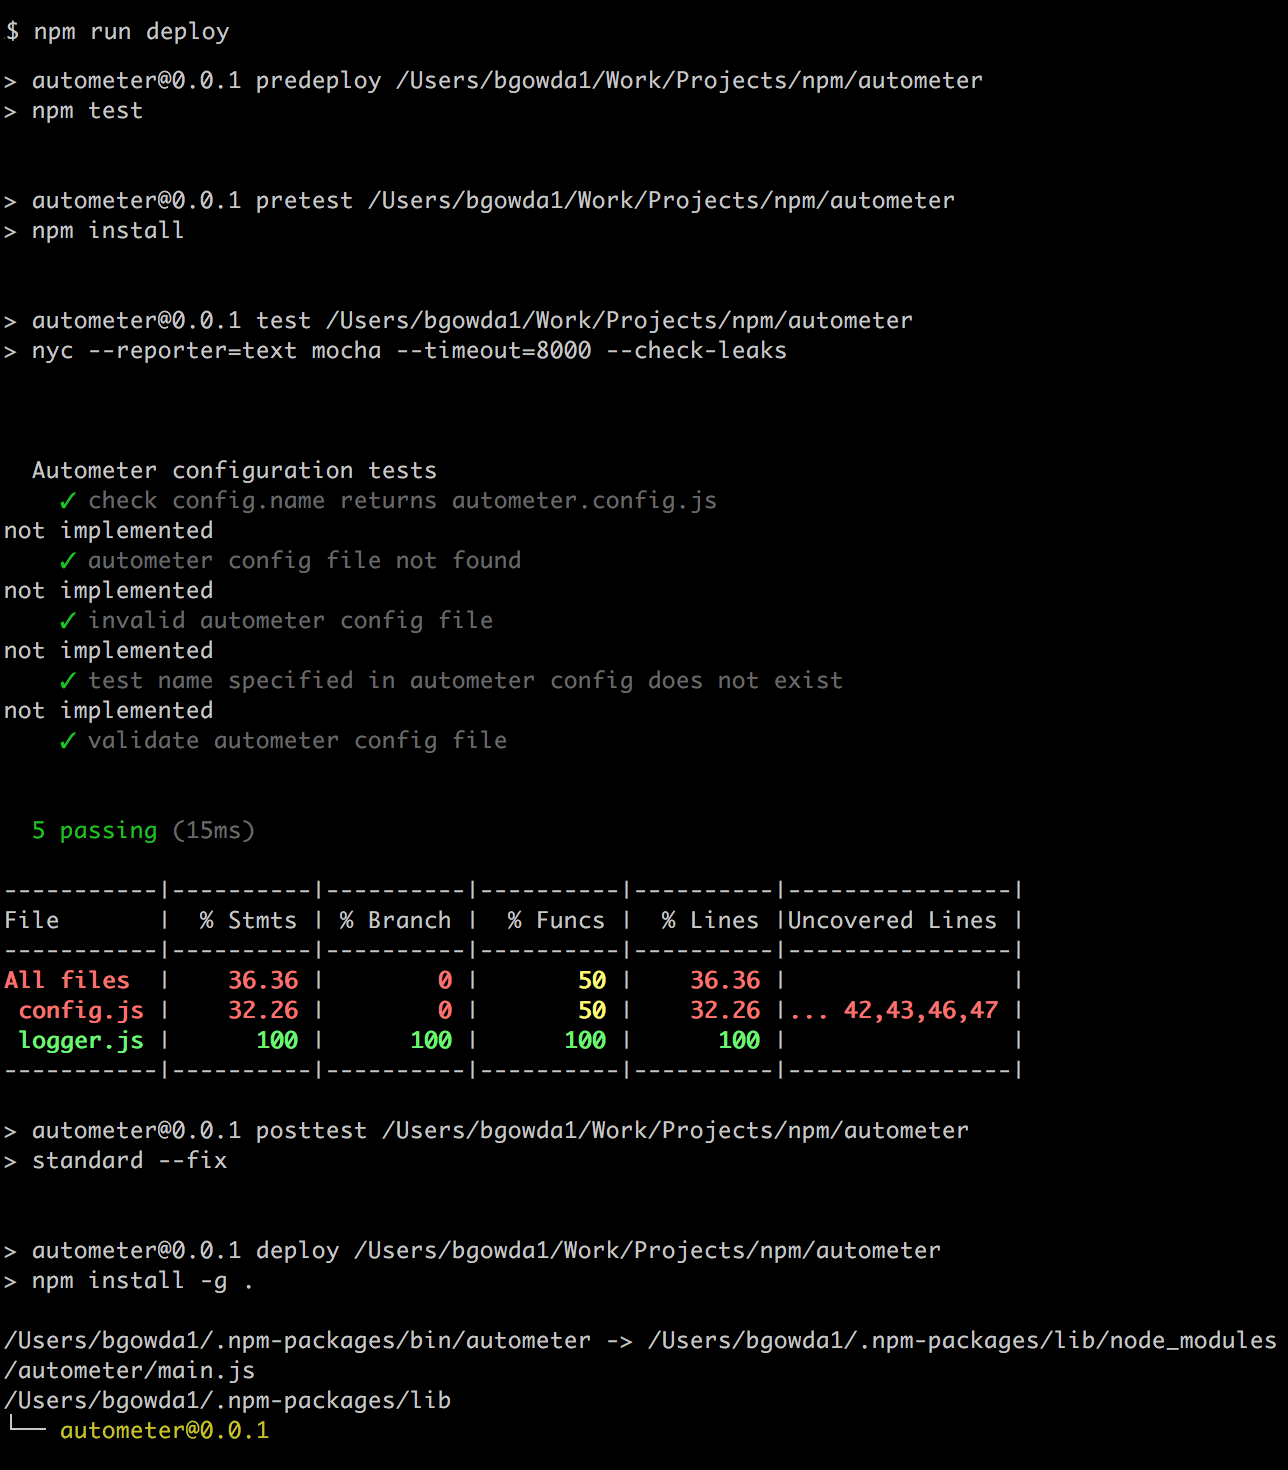 $ npm run deploy
> autometer@0.0.1 predeploy /Users/bgowda1/Work/Projects/npm/autometer
> npm test
> autometer@0.0.1 pretest /Users/bgowda1/Work/Projects/npm/autometer
> npm install
> autometer@0.0.1 test /Users/bgowda1/Work/Projects/npm/autometer
> nyc --reporter=text mocha --timeout=8000 --check-leaks
  Autometer configuration tests
    ✓ check config.name returns autometer.config.js
not implemented
    ✓ autometer config file not found
not implemented
    ✓ invalid autometer config file
not implemented
    ✓ test name specified in autometer config does not exist
not implemented
    ✓ validate autometer config file
  5 passing (15ms)
-----------|----------|----------|----------|----------|----------------|
File       |  % Stmts | % Branch |  % Funcs |  % Lines |Uncovered Lines |
-----------|----------|----------|----------|----------|----------------|
All files  |    36.36 |        0 |       50 |    36.36 |                |
 config.js |    32.26 |        0 |       50 |    32.26 |... 42,43,46,47 |
 logger.js |      100 |      100 |      100 |      100 |                |
-----------|----------|----------|----------|----------|----------------|
> autometer@0.0.1 posttest /Users/bgowda1/Work/Projects/npm/autometer
> standard --fix
> autometer@0.0.1 deploy /Users/bgowda1/Work/Projects/npm/autometer
> npm install -g .
/Users/bgowda1/.npm-packages/bin/autometer -> /Users/bgowda1/.npm-packages/lib/node_modules
/autometer/main.js
/Users/bgowda1/.npm-packages/lib
└── autometer@0.0.1